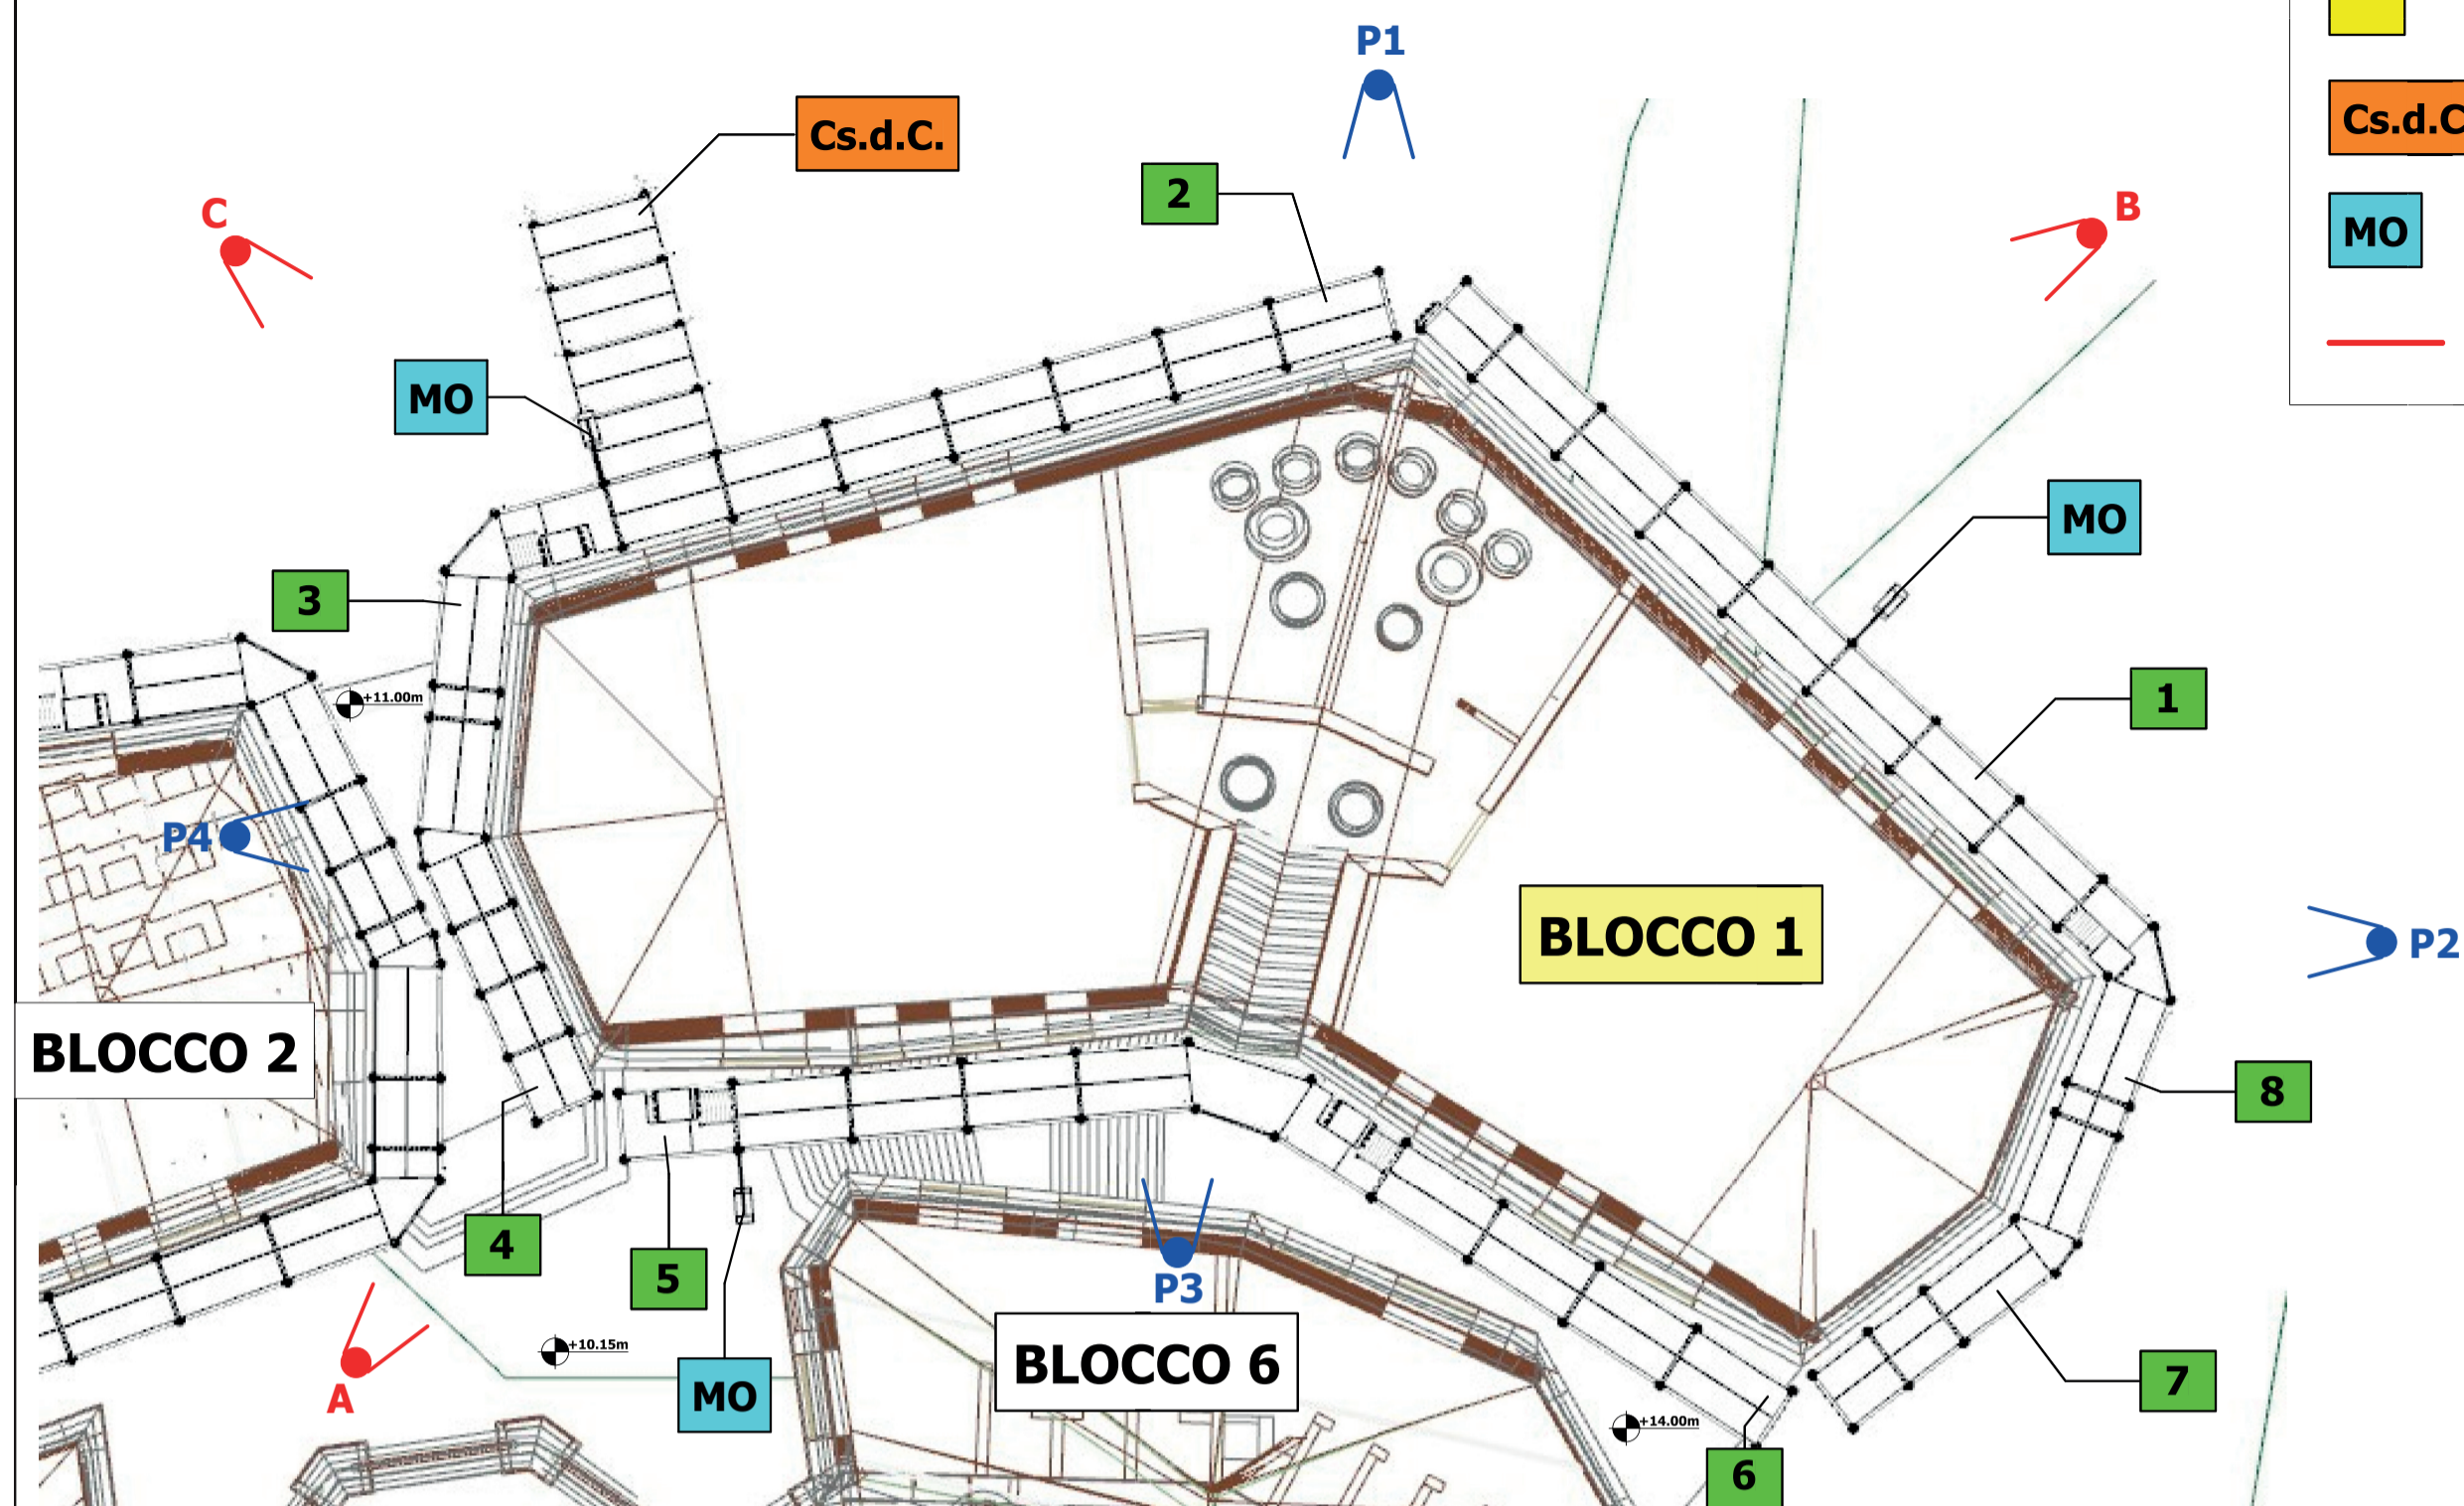 P1
Cs.d.C.
Cs.d.C
2
C
B
MO
MO
MO
3
1
+11.00m
P4
BLOCCO 1
P2
BLOCCO 2
8
4
5
P3
+10.15m
BLOCCO 6
A
MO
7
+14.00m
6